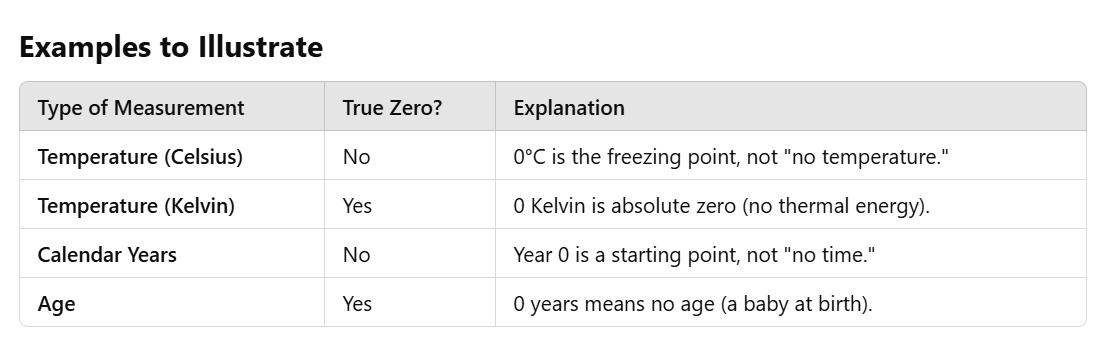 Examples to Illustrate
Type of Measurement True Zero? Explanation
Temperature (Celsius) No 0°C is the freezing point, not "no temperature."
Temperature (Kelvin) Yes 0 Kelvin is absolute zero (no thermal energy).
Calendar Years No Year 0 is a starting point, not "no time."
Age Yes 0 years means no age (a baby at birth).